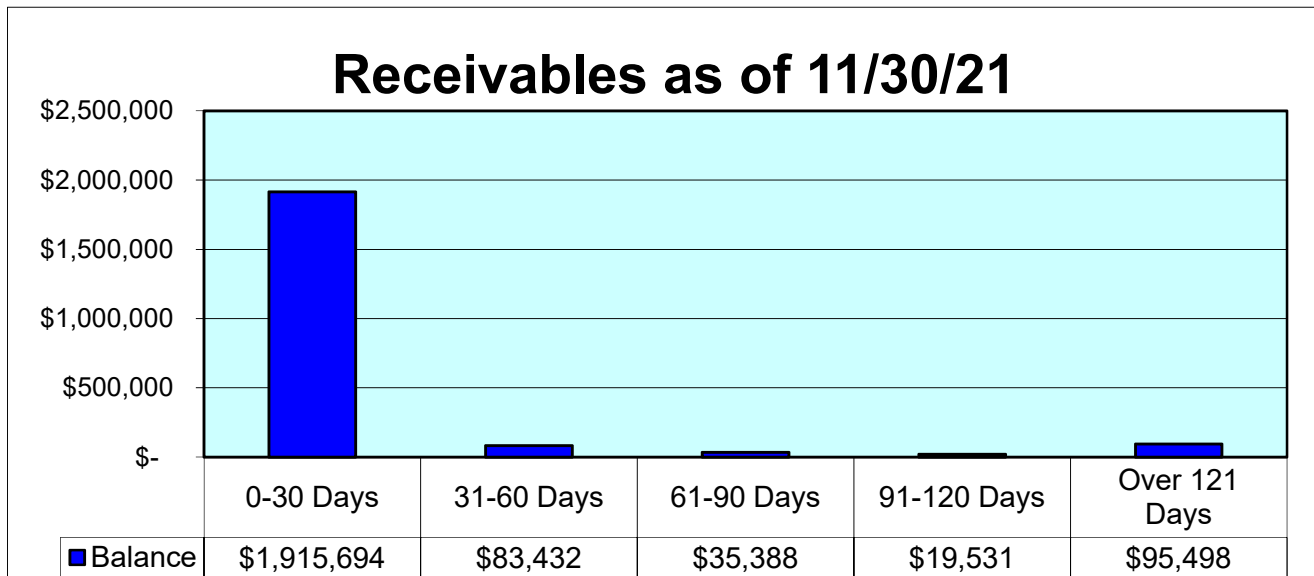 Receivables as of 11/30/21
$2,500,000
$2,000,000
$1,500,000
$1,000,000
$500,000
$-
0-30 Days 31-60 Days 61-90 Days 91-120 Days Over 121
Days
Balance $1,915,694 $83,432 $35,388 $19,531 $95,498